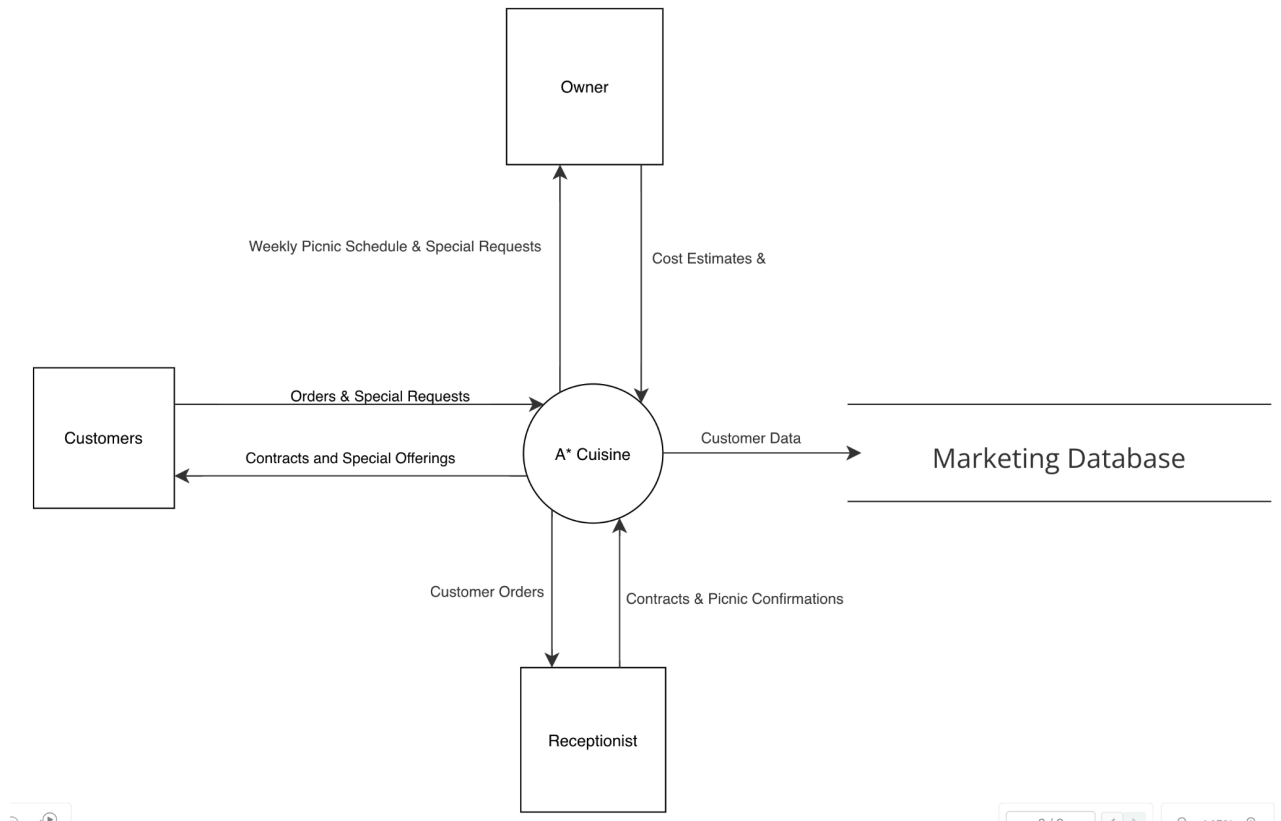 Owner
Weekly Picnic Schedule & Special Requests
Cost Estimates &
Orders & Special Requests
Customers
Contracts and Special Offerings
A* Cuisine
Customer Data
Marketing Database
Customer Orders
Contracts & Picnic Confirmations
Receptionist